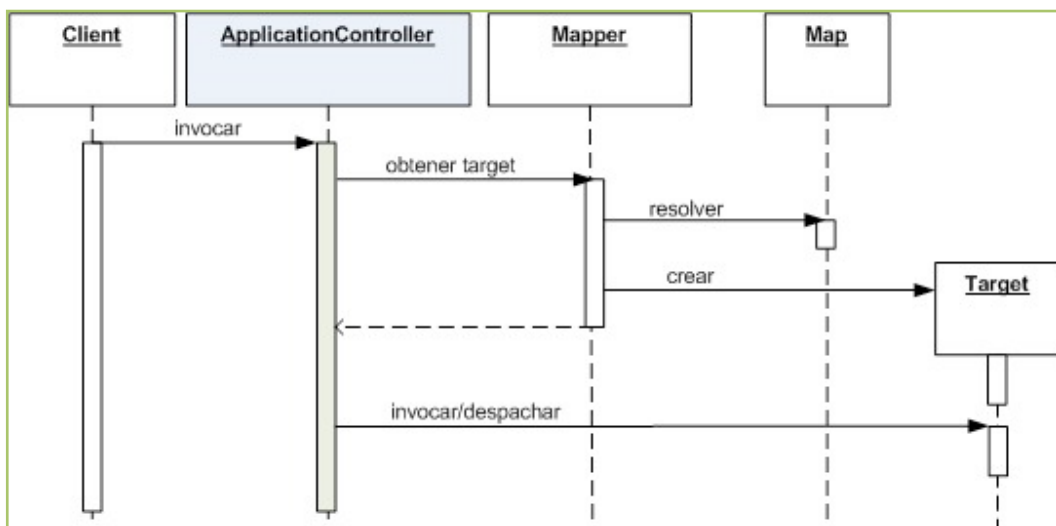 Client
ApplicationController
Mapper
Map
invocar
obtener target
resolver
crear
Target
invocar/despachar